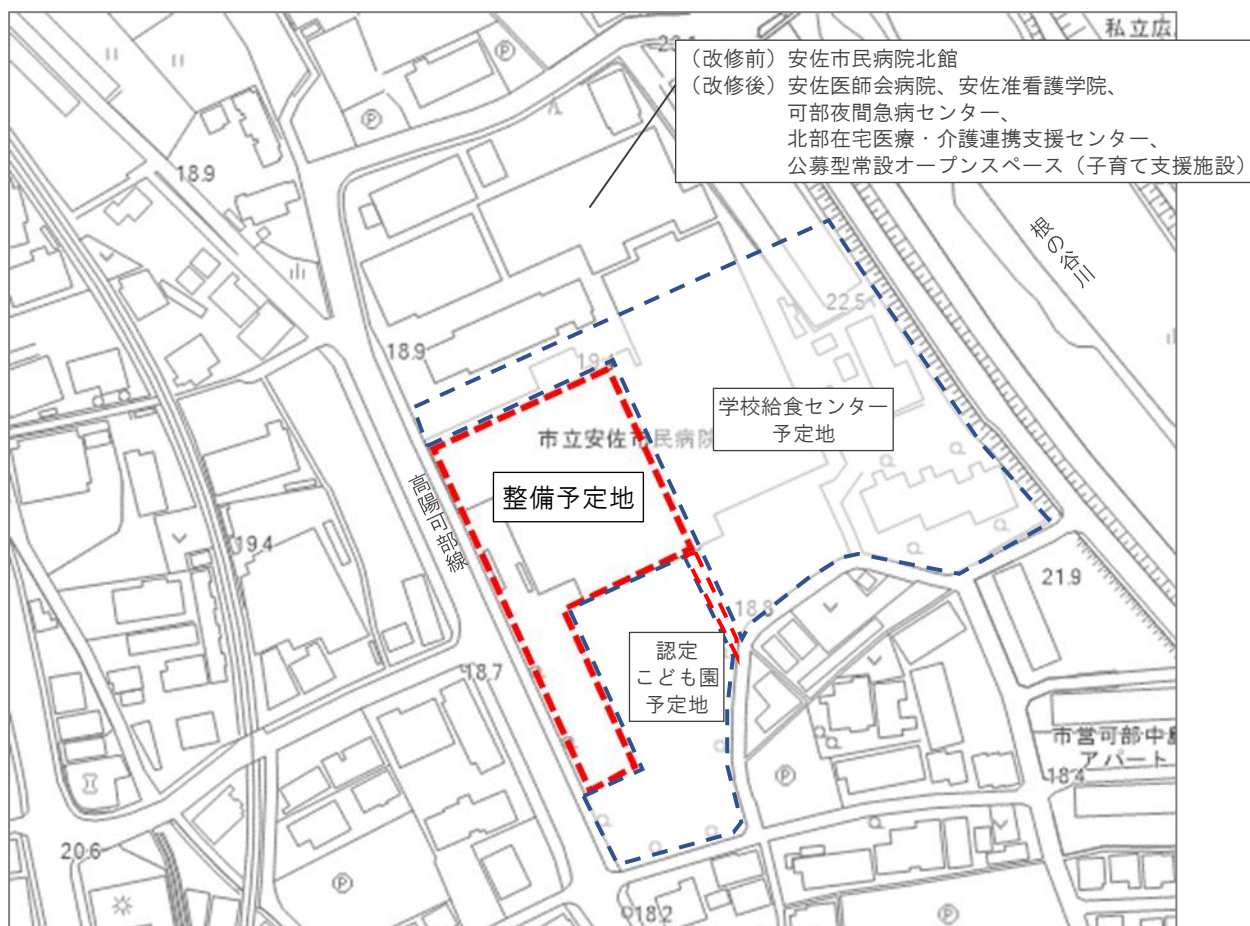 私立広
（改修前）安佐市民病院北館
（改修後）安佐医師会病院、安佐准看護学院、
可部夜間急病センター、
北部在宅医療・介護連携支援センター、
公募型常設オープンスペース（子育て支援施設）
P
P
18.9
根の谷川
22.5
18.9
19.1
学校給食センター
予定地
市立安佐市民病院
整備予定地
高陽可部線
19.4
21.9
18.8
認定
こども園
予定地
18.7
市営可部中島
アパート
P
18.4
20.6
P
18.2
P